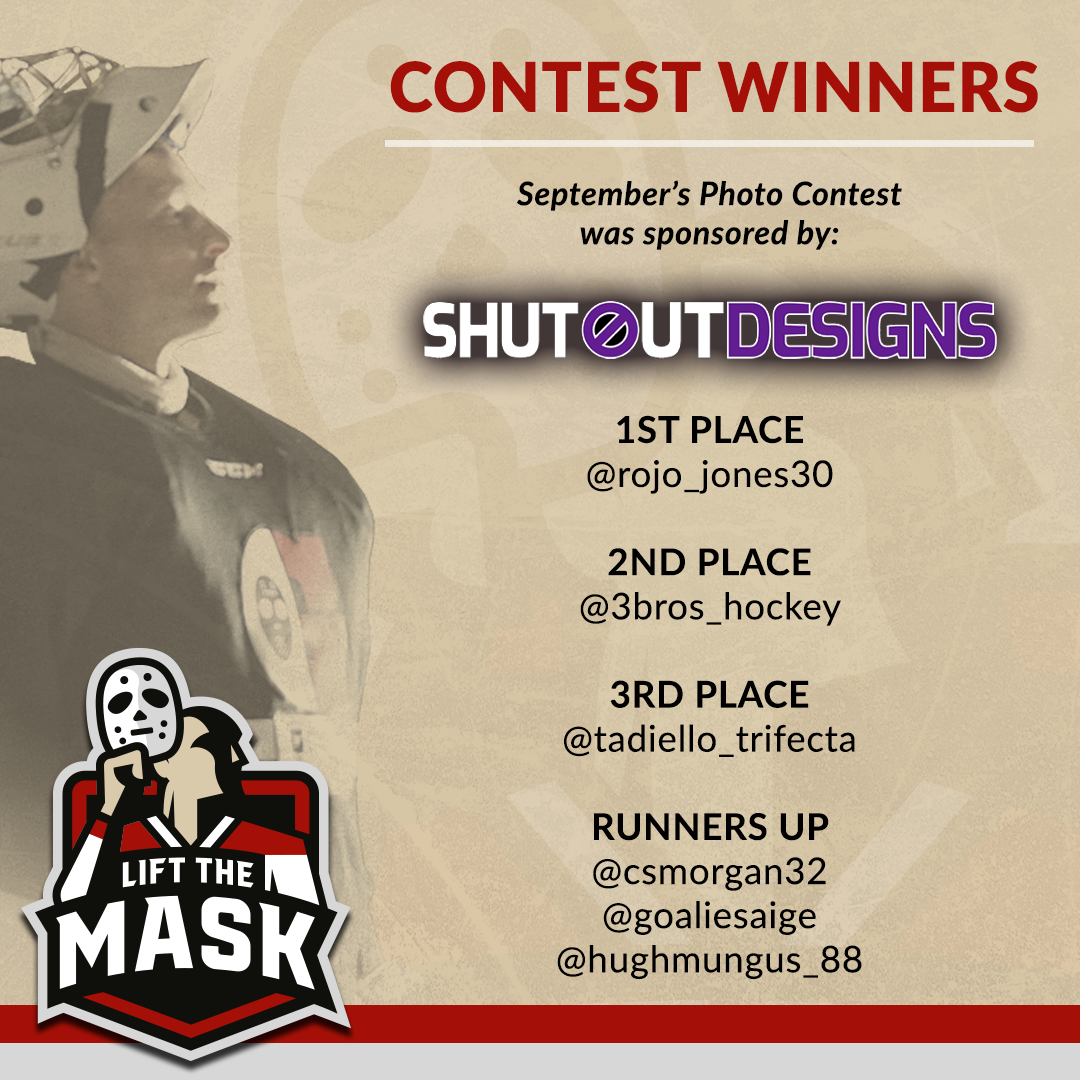 CONTEST WINNERS
September’s Photo Contest
was sponsored by:
SHUTOUTDESIGNS
1ST PLACE
@rojo_jones30
2ND PLACE
@3bros_hockey
3RD PLACE
@tadiello_trifecta
RUNNERS UP
@csmorgan32
@goaliesaige
@hughmungus_88
LIFT THE
MASK